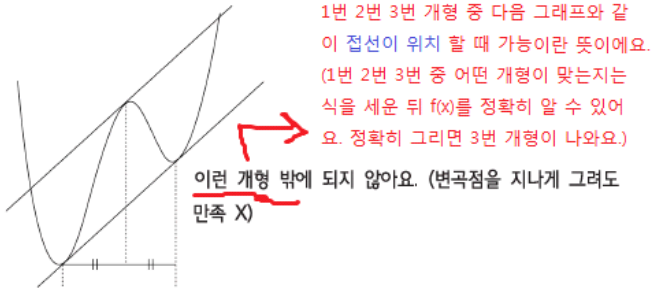 1번 2번 3번 개형 중 다음 그래프와 같
이 접선이 위치 할 때 가능이란 뜻이에요.
(1번 2번 3번 중 어떤 개형이 맞는지는
식을 세운 뒤 f(x)를 정확히 알 수 있어
요. 정확히 그리면 3번 개형이 나와요.)
이런 개형 밖에 되지 않아요. (변곡점을 지나게 그려도
만족 X)